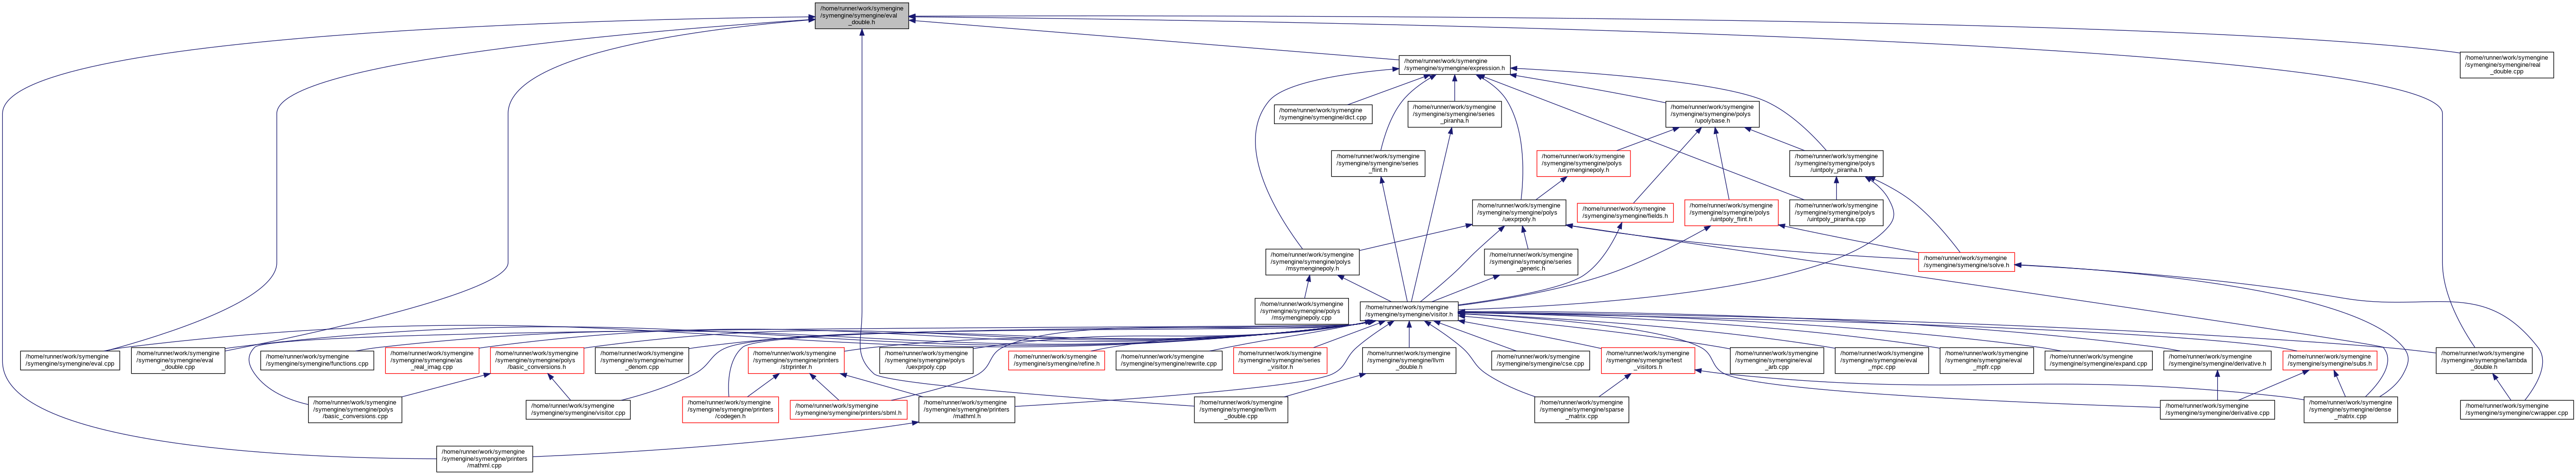 /home/runner/work/symengine
/symengine/symengine/eval
_double.h
/home/runner/work/symengine
/symengine/symengine/real
_double.cpp
/home/runner/work/symengine
/symengine/symengine/expression.h
/home/runner/work/symengine
/symengine/symengine/dict.cpp
/home/runner/work/symengine
/symengine/symengine/series
_piranha.h
/home/runner/work/symengine
/symengine/symengine/polys
/upolybase.h
/home/runner/work/symengine
/symengine/symengine/series
_flint.h
/home/runner/work/symengine
/symengine/symengine/polys
/usymenginepoly.h
/home/runner/work/symengine
/symengine/symengine/polys
/uintpoly_piranha.h
/home/runner/work/symengine
/symengine/symengine/polys
/uexprpoly.h
/home/runner/work/symengine
/symengine/symengine/fields.h
/home/runner/work/symengine
/symengine/symengine/polys
/uintpoly_flint.h
/home/runner/work/symengine
/symengine/symengine/polys
/uintpoly_piranha.cpp
/home/runner/work/symengine
/symengine/symengine/polys
/msymenginepoly.h
/home/runner/work/symengine
/symengine/symengine/series
_generic.h
/home/runner/work/symengine
/symengine/symengine/solve.h
/home/runner/work/symengine
/symengine/symengine/polys
/msymenginepoly.cpp
/home/runner/work/symengine
/symengine/symengine/visitor.h
/home/runner/work/symengine
/symengine/symengine/eval.cpp
/home/runner/work/symengine
/symengine/symengine/eval
_double.cpp
/home/runner/work/symengine
/symengine/symengine/functions.cpp
/home/runner/work/symengine
/symengine/symengine/as
_real_imag.cpp
/home/runner/work/symengine
/symengine/symengine/polys
/basic_conversions.h
/home/runner/work/symengine
/symengine/symengine/numer
_denom.cpp
/home/runner/work/symengine
/symengine/symengine/printers
/strprinter.h
/home/runner/work/symengine
/symengine/symengine/polys
/uexprpoly.cpp
/home/runner/work/symengine
/symengine/symengine/refine.h
/home/runner/work/symengine
/symengine/symengine/rewrite.cpp
/home/runner/work/symengine
/symengine/symengine/series
_visitor.h
/home/runner/work/symengine
/symengine/symengine/llvm
_double.h
/home/runner/work/symengine
/symengine/symengine/cse.cpp
/home/runner/work/symengine
/symengine/symengine/test
_visitors.h
/home/runner/work/symengine
/symengine/symengine/eval
_arb.cpp
/home/runner/work/symengine
/symengine/symengine/eval
_mpc.cpp
/home/runner/work/symengine
/symengine/symengine/eval
_mpfr.cpp
/home/runner/work/symengine
/symengine/symengine/expand.cpp
/home/runner/work/symengine
/symengine/symengine/derivative.h
/home/runner/work/symengine
/symengine/symengine/subs.h
/home/runner/work/symengine
/symengine/symengine/lambda
_double.h
/home/runner/work/symengine
/symengine/symengine/polys
/basic_conversions.cpp
/home/runner/work/symengine
/symengine/symengine/visitor.cpp
/home/runner/work/symengine
/symengine/symengine/printers
/codegen.h
/home/runner/work/symengine
/symengine/symengine/printers/sbml.h
/home/runner/work/symengine
/symengine/symengine/printers
/mathml.h
/home/runner/work/symengine
/symengine/symengine/llvm
_double.cpp
/home/runner/work/symengine
/symengine/symengine/sparse
_matrix.cpp
/home/runner/work/symengine
/symengine/symengine/derivative.cpp
/home/runner/work/symengine
/symengine/symengine/dense
_matrix.cpp
/home/runner/work/symengine
/symengine/symengine/cwrapper.cpp
/home/runner/work/symengine
/symengine/symengine/printers
/mathml.cpp